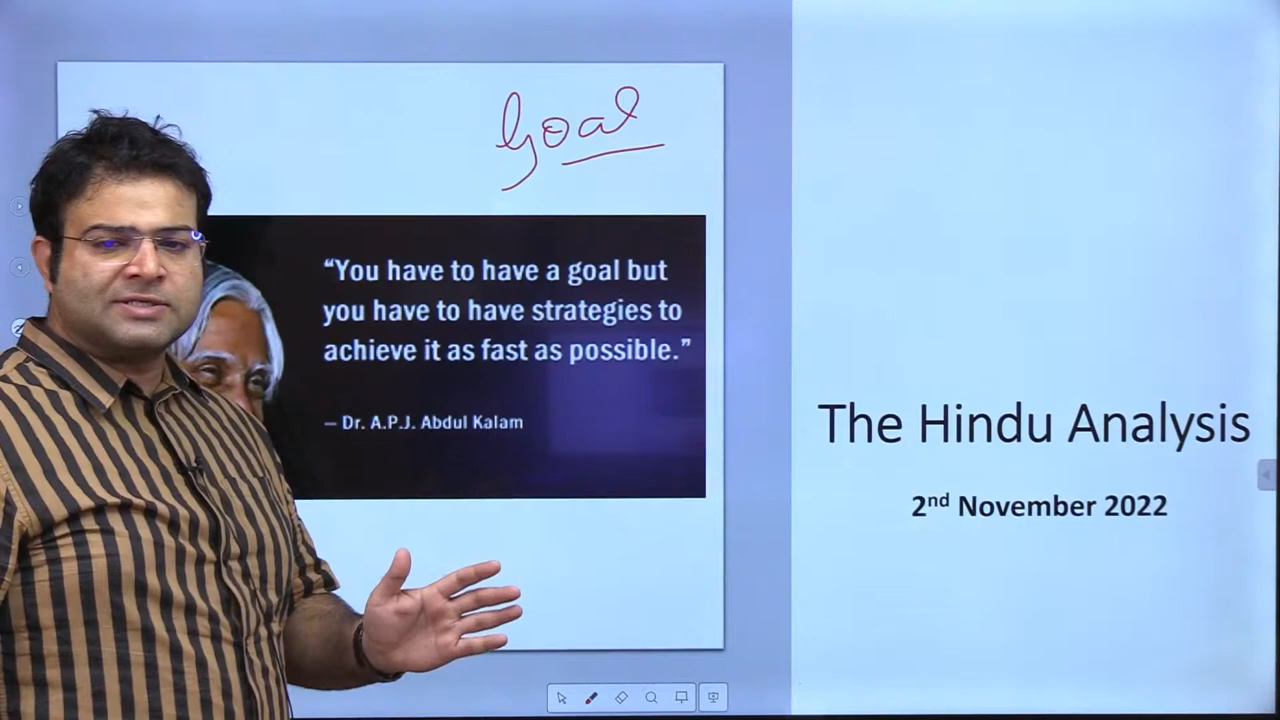 Goal
“You have to have a goal but
you have to have strategies to
achieve it as fast as possible.”
– Dr. A.P.J. Abdul Kalam
The Hindu Analysis
2nd November 2022